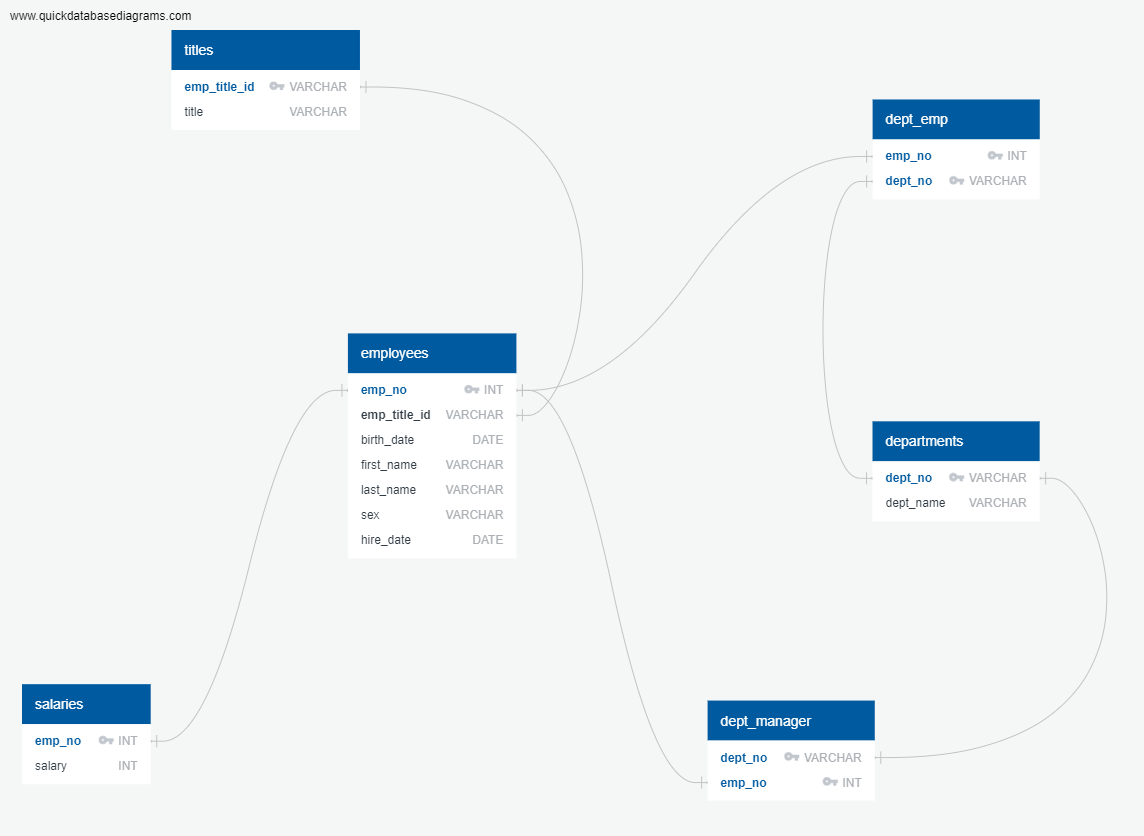 www.quickdatabasediagrams.com
titles
emp_title_id VARCHAR
title VARCHAR
dept_emp
emp_no INT
dept_no VARCHAR
employees
emp_no INT
emp_title_id VARCHAR
birth_date DATE
first_name VARCHAR
last_name VARCHAR
sex VARCHAR
hire_date DATE
departments
dept_no VARCHAR
dept_name VARCHAR
salaries
emp_no INT
salary INT
dept_manager
dept_no VARCHAR
emp_no INT